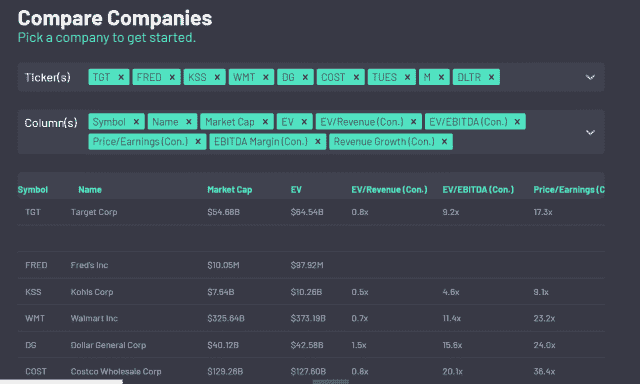 Compare Companies
Pick a company to get started.
Ticker(s) TGT × FRED × KSS × WMT × DG × COST × TUES × M × DLTR ×
Column(s) Symbol × Name × Market Cap × EV × EV/Revenue (Con.) × EV/EBITDA (Con.) ×
Price/Earnings (Con.) × EBITDA Margin (Con.) × Revenue Growth (Con.) ×
Symbol Name Market Cap EV EV/Revenue (Con.) EV/EBITDA (Con.) Price/Earnings (C
TGT Target Corp $54.68B $64.54B 0.8x 9.2x 17.3x
FRED Fred's Inc $10.05M $97.92M
KSS Kohls Corp $7.64B $10.26B 0.5x 4.6x 9.1x
WMT Walmart Inc $325.64B $373.19B 0.7x 11.4x 23.2x
DG Dollar General Corp $40.12B $42.58B 1.5x 15.6x 24.0x
COST Costco Wholesale Corp $129.26B $127.60B 0.8x 20.1x 36.4x